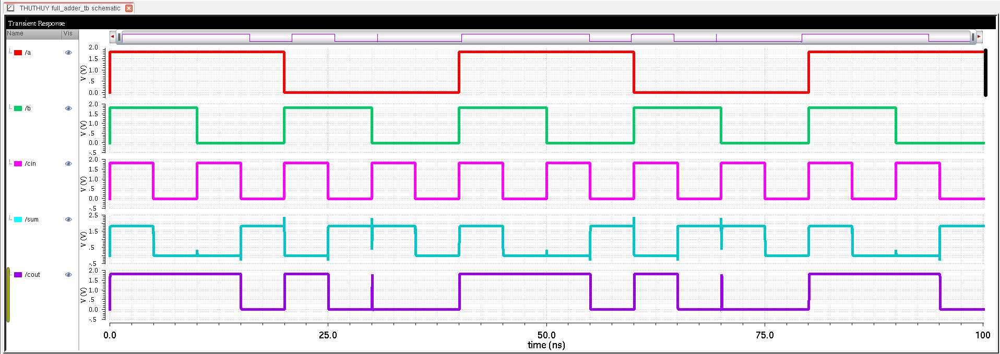 THUTHUY full_adder_tb schematic
Transient Response
Name Vis
/a
V (V)
2.0
1.5
1.0
.5
0.0
/b
V (V)
2.0
1.5
1.0
.5
0.0
-.5
/cin
V (V)
2.0
1.5
1.0
.5
0.0
-.5
/sum
V (V)
2.5
1.5
.5
-.5
/cout
V (V)
2.0
1.5
1.0
.5
0.0
-.5
0.0 25.0 50.0 75.0 100
time (ns)